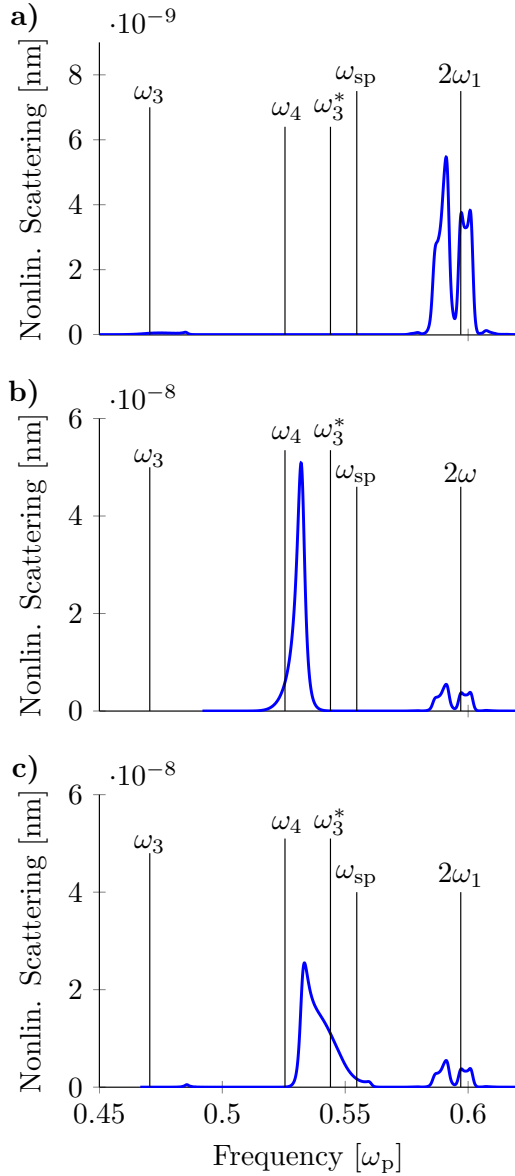 a)
·10⁻⁹
Nonlin. Scattering [nm]
8
6
4
2
0
ω₃
ω₄
ω₃*
ωsp
2ω₁
b)
·10⁻⁸
Nonlin. Scattering [nm]
6
4
2
0
ω₃
ω₄
ω₃*
ωsp
2ω
c)
·10⁻⁸
Nonlin. Scattering [nm]
6
4
2
0
ω₃
ω₄
ω₃*
ωsp
2ω₁
0.45
0.5
0.55
0.6
Frequency [ωp]